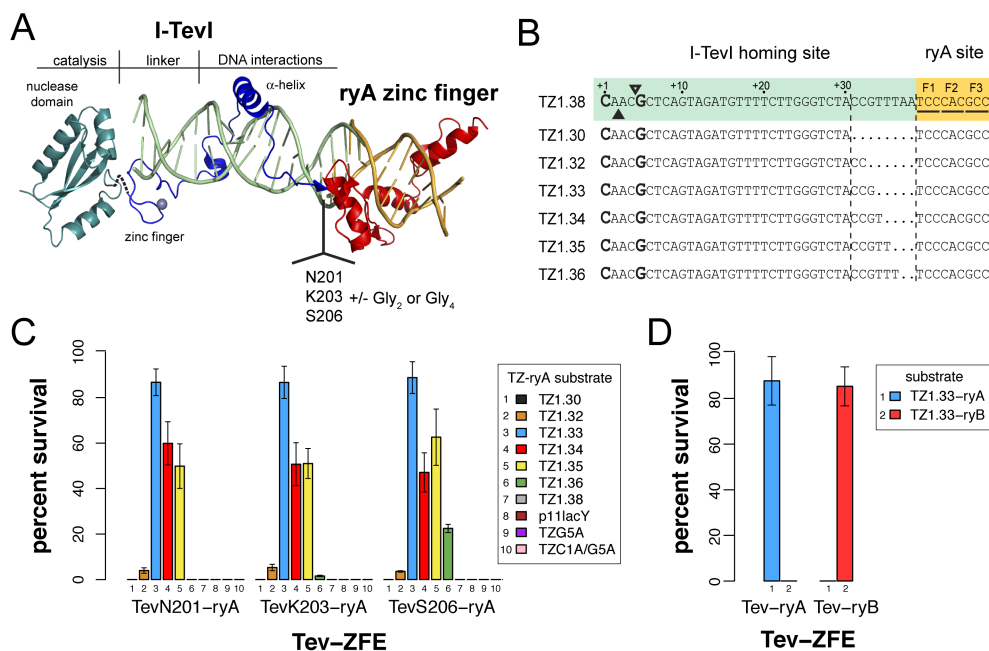 A
I-TevI
catalysis
linker
DNA interactions
nuclease
domain
α-helix
ryA zinc finger
zinc finger
N201
K203 +/- Gly2 or Gly4
S206
B
I-TevI homing site
ryA site
+1
+10
+20
+30
F1 F2 F3
TZ1.38 CAACGCTCAGTAGATGTTTTCTTGGGTCTACCGTTTAATCCCACGCC
TZ1.30 CAACGCTCAGTAGATGTTTTCTTGGGTCTA........TCCCACGCC
TZ1.32 CAACGCTCAGTAGATGTTTTCTTGGGTCTACC......TCCCACGCC
TZ1.33 CAACGCTCAGTAGATGTTTTCTTGGGTCTACCG.....TCCCACGCC
TZ1.34 CAACGCTCAGTAGATGTTTTCTTGGGTCTACCGT....TCCCACGCC
TZ1.35 CAACGCTCAGTAGATGTTTTCTTGGGTCTACCGTT...TCCCACGCC
TZ1.36 CAACGCTCAGTAGATGTTTTCTTGGGTCTACCGTTT..TCCCACGCC
C
percent survival
100
80
60
40
20
0
1 2 3 4 5 6 7 8 9 10
1 2 3 4 5 6 7 8 9 10
1 2 3 4 5 6 7 8 9 10
TevN201-ryA
TevK203-ryA
TevS206-ryA
Tev-ZFE
TZ-ryA substrate
1 TZ1.30
2 TZ1.32
3 TZ1.33
4 TZ1.34
5 TZ1.35
6 TZ1.36
7 TZ1.38
8 p11lacY
9 TZG5A
10 TZC1A/G5A
D
percent survival
100
80
60
40
20
0
1 2
1 2
Tev-ryA
Tev-ryB
Tev-ZFE
substrate
1 TZ1.33-ryA
2 TZ1.33-ryB